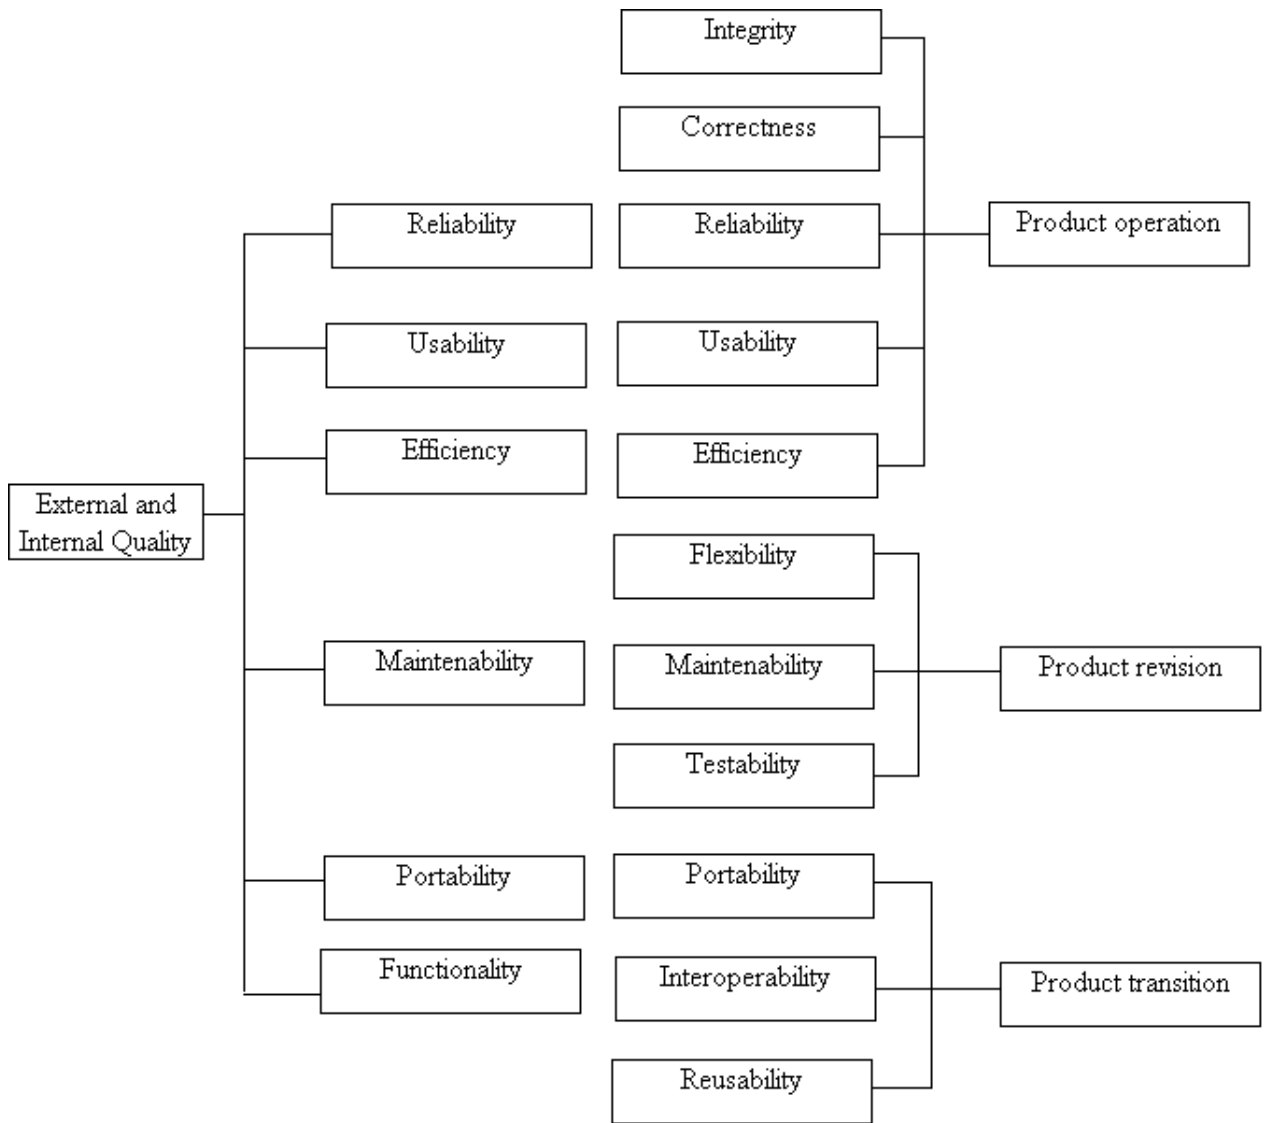 Integrity
Correctness
Reliability
Reliability
Product operation
Usability
Usability
Efficiency
Efficiency
External and
Internal Quality
Flexibility
Maintenability
Maintenability
Product revision
Testability
Portability
Portability
Functionality
Interoperability
Product transition
Reusability